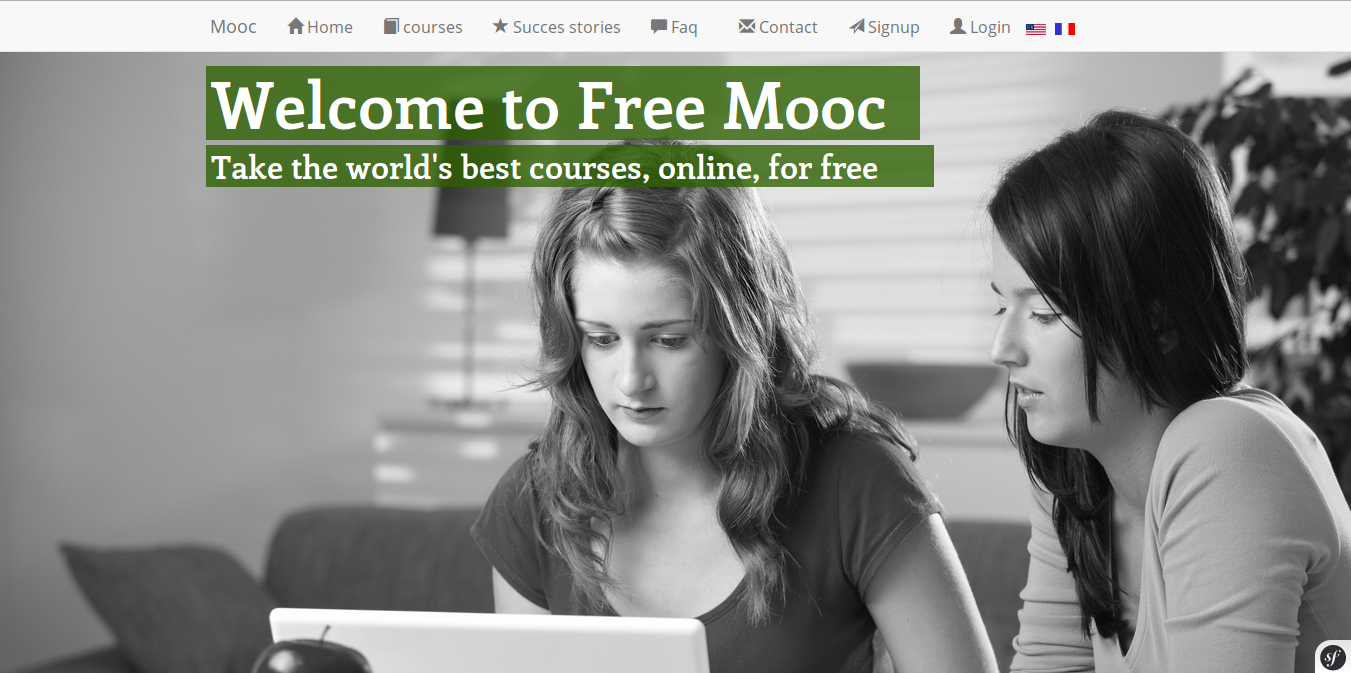 Mooc Home courses Succes stories Faq Contact Signup Login
Welcome to Free Mooc
Take the world's best courses, online, for free
sf